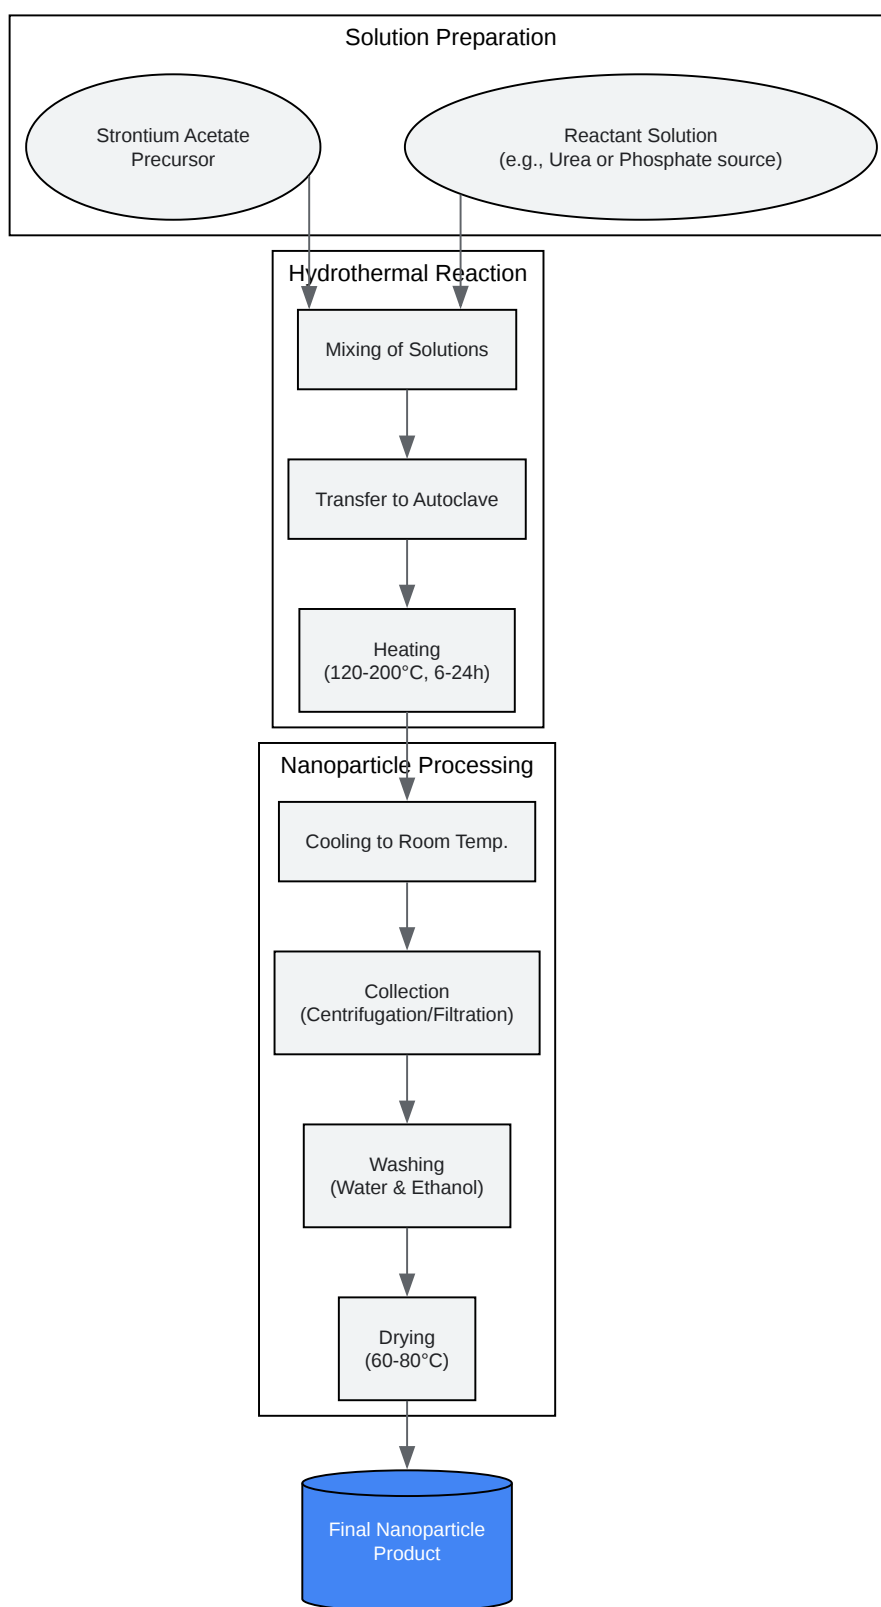 Solution Preparation
Strontium Acetate
Precursor
Reactant Solution
(e.g., Urea or Phosphate source)
Hydrothermal Reaction
Mixing of Solutions
Transfer to Autoclave
Heating
(120-200°C, 6-24h)
Nanoparticle Processing
Cooling to Room Temp.
Collection
(Centrifugation/Filtration)
Washing
(Water & Ethanol)
Drying
(60-80°C)
Final Nanoparticle
Product